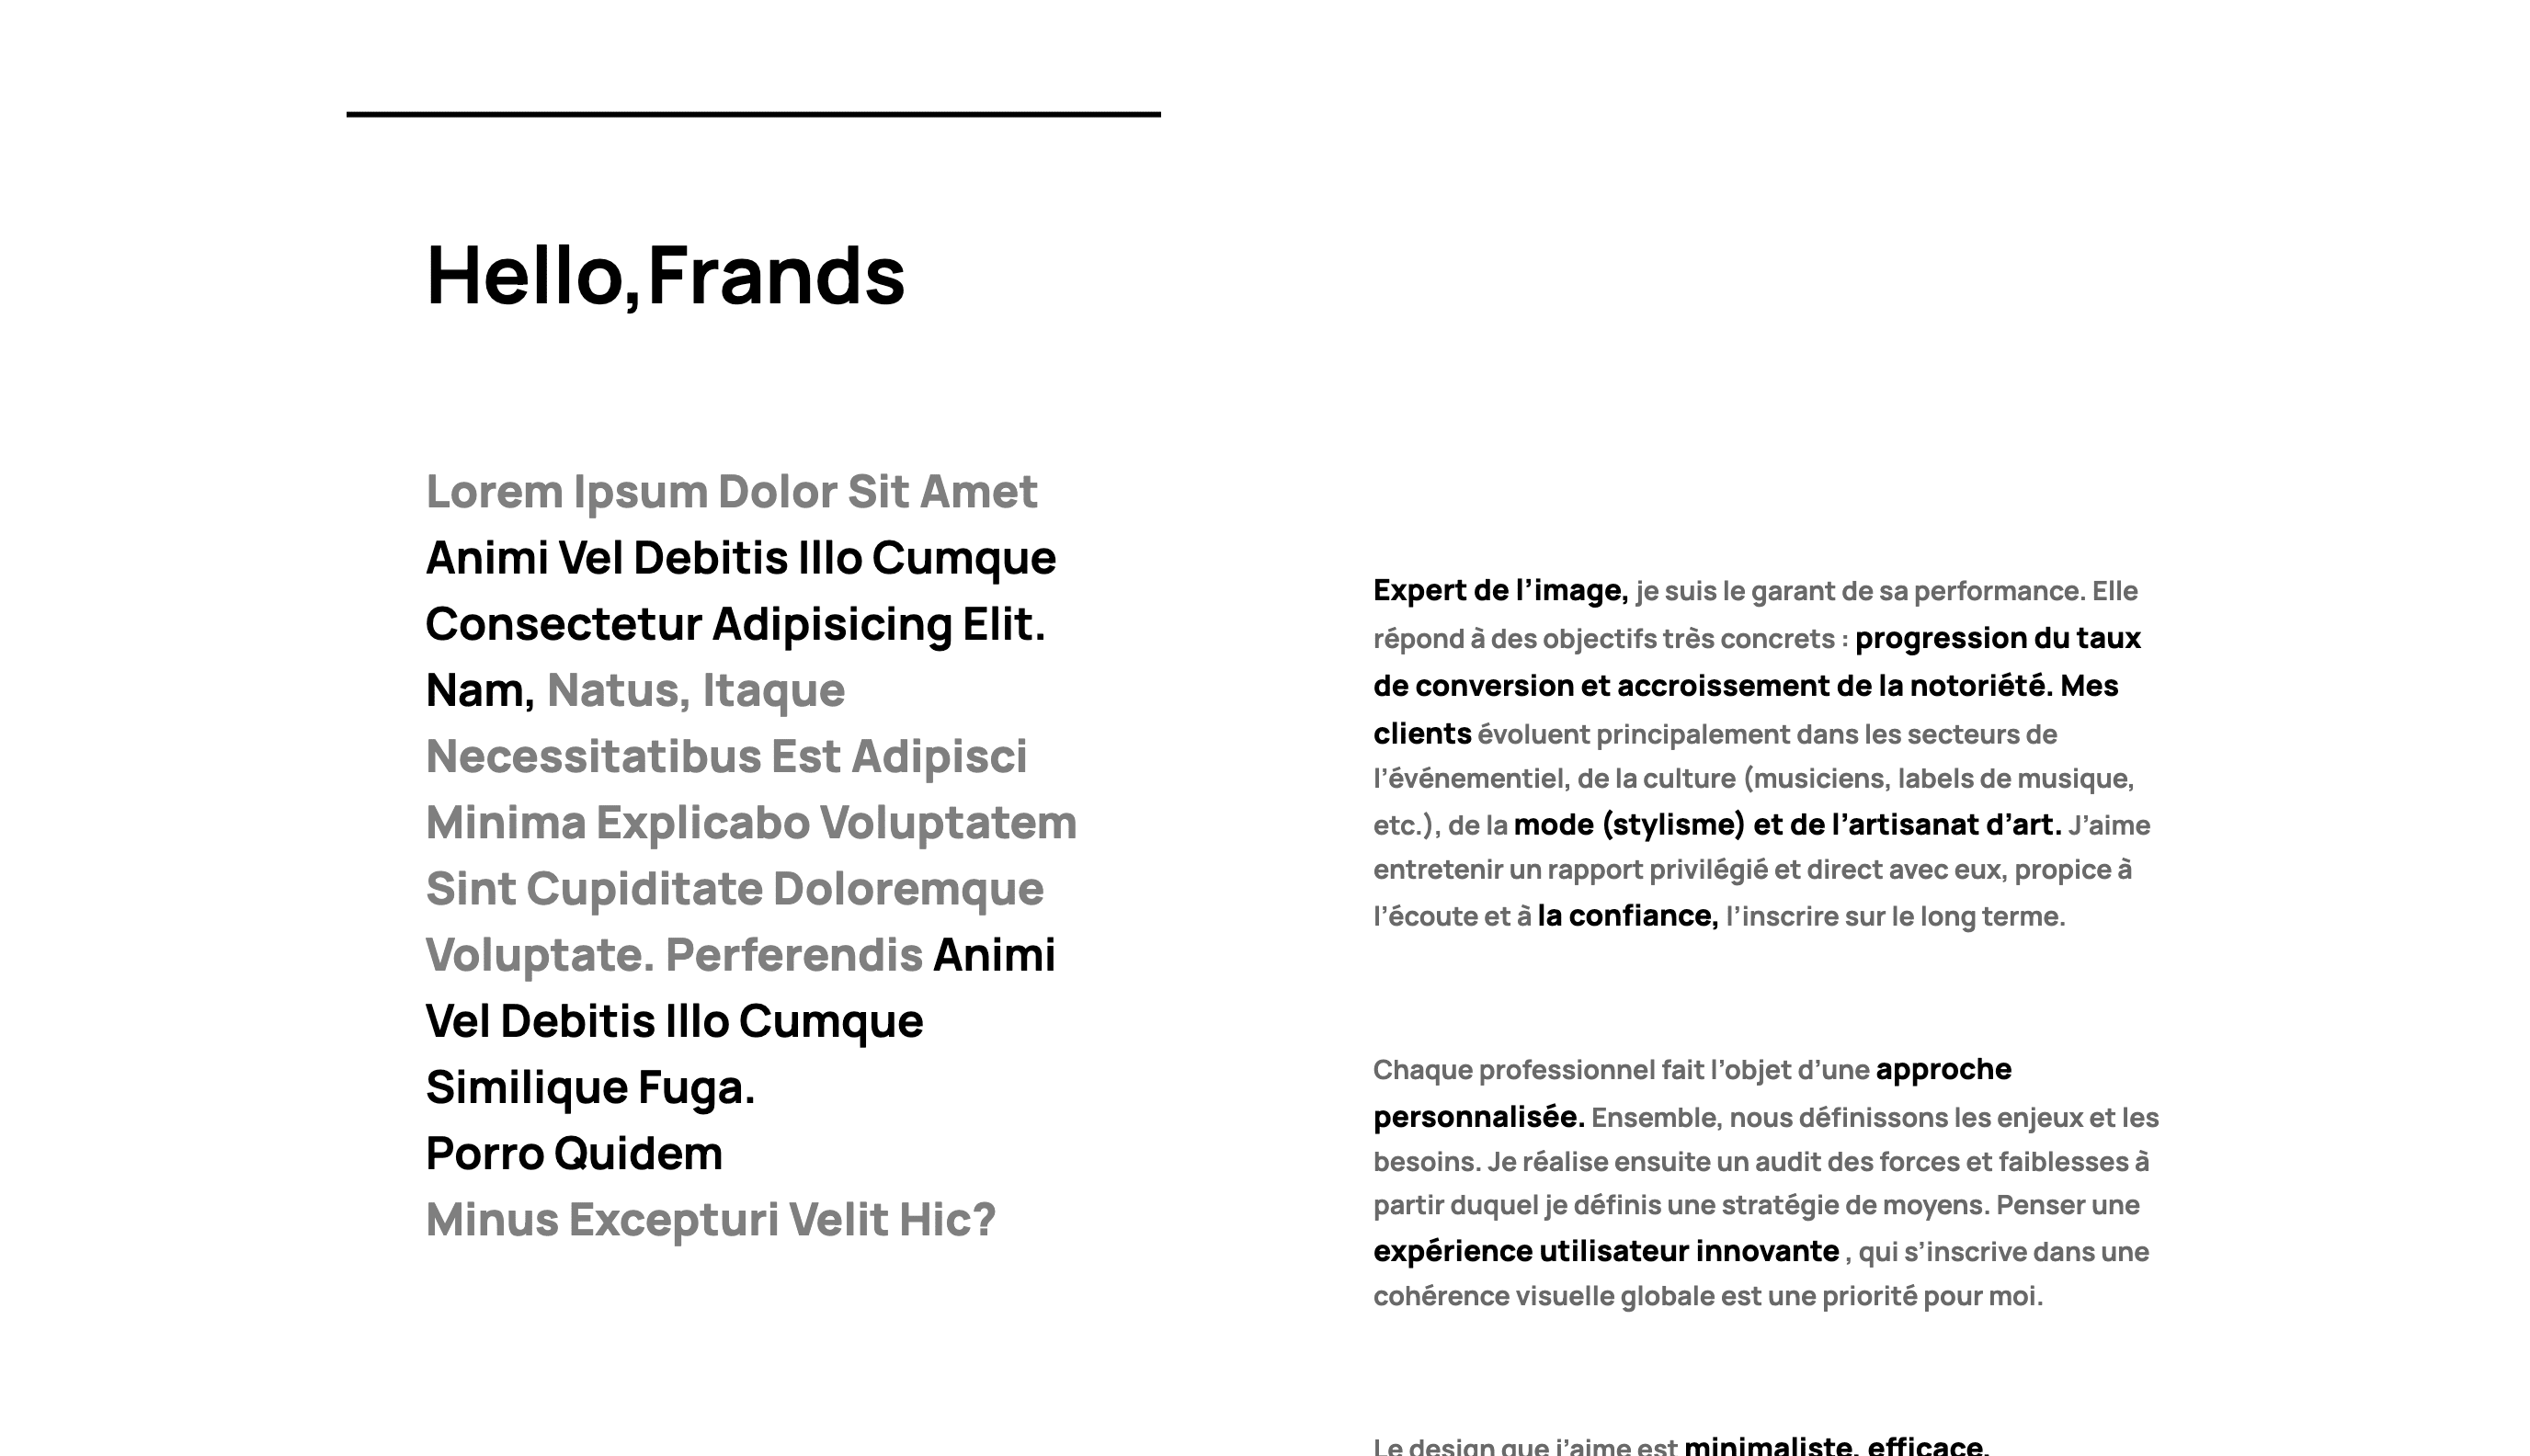 Hello,Frands
Lorem Ipsum Dolor Sit Amet
Animi Vel Debitis Illo Cumque
Consectetur Adipisicing Elit.
Nam, Natus, Itaque
Necessitatibus Est Adipisci
Minima Explicabo Voluptatem
Sint Cupiditate Doloremque
Voluptate. Perferendis Animi
Vel Debitis Illo Cumque
Similique Fuga.
Porro Quidem
Minus Excepturi Velit Hic?
Expert de l’image, je suis le garant de sa performance. Elle
répond à des objectifs très concrets : progression du taux
de conversion et accroissement de la notoriété. Mes
clients évoluent principalement dans les secteurs de
l’événementiel, de la culture (musiciens, labels de musique,
etc.), de la mode (stylisme) et de l’artisanat d’art. J’aime
entretenir un rapport privilégié et direct avec eux, propice à
l’écoute et à la confiance, l’inscrire sur le long terme.
Chaque professionnel fait l’objet d’une approche
personnalisée. Ensemble, nous définissons les enjeux et les
besoins. Je réalise ensuite un audit des forces et faiblesses à
partir duquel je définis une stratégie de moyens. Penser une
expérience utilisateur innovante , qui s’inscrive dans une
cohérence visuelle globale est une priorité pour moi.
Le design que j’aime est minimaliste, efficace,